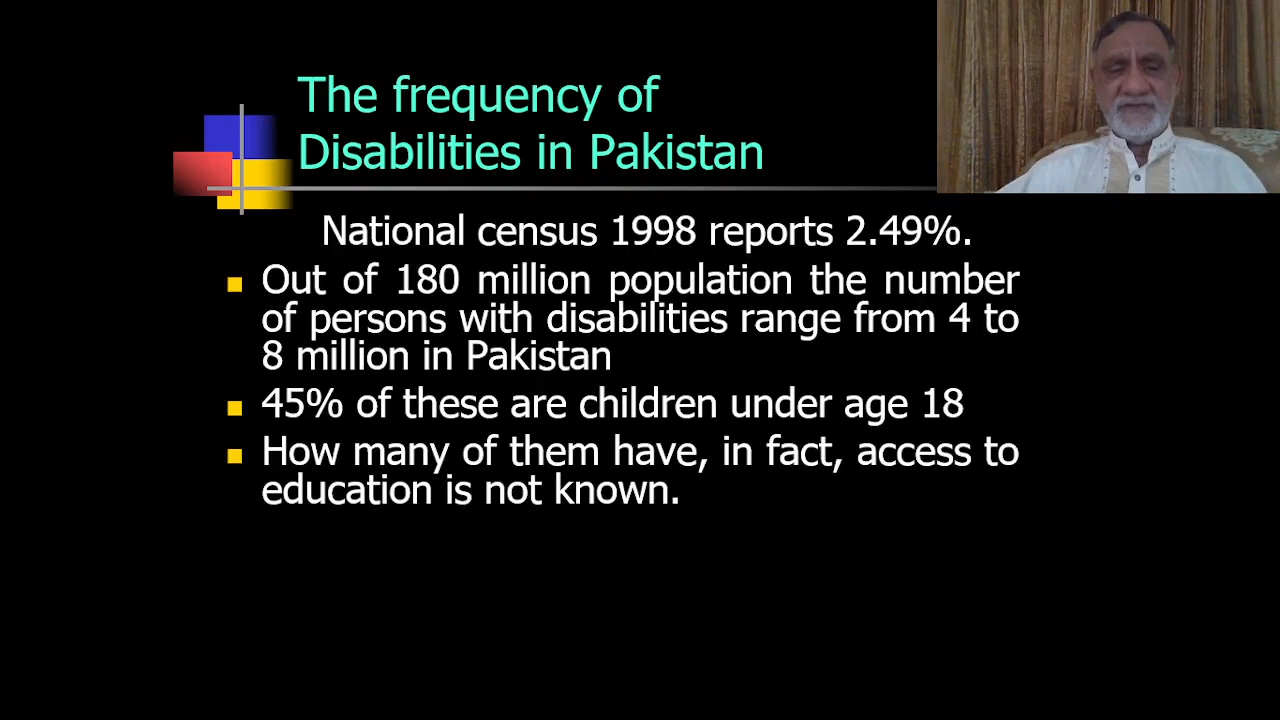 The frequency of
Disabilities in Pakistan
National census 1998 reports 2.49%.
Out of 180 million population the number
of persons with disabilities range from 4 to
8 million in Pakistan
45% of these are children under age 18
How many of them have, in fact, access to
education is not known.